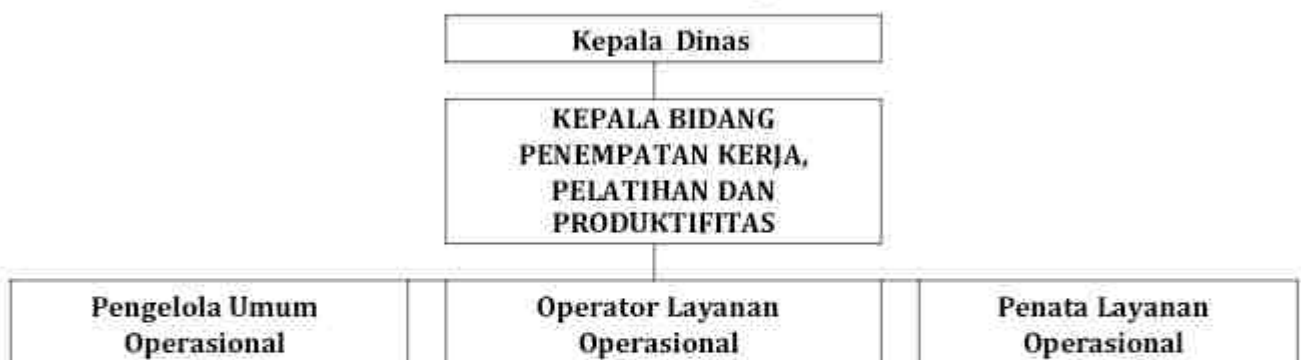 Kepala Dinas
KEPALA BIDANG
PENEMPATAN KERJA,
PELATIHAN DAN
PRODUKTIFITAS
Pengelola Umum
Operasional
Operator Layanan
Operasional
Penata Layanan
Operasional